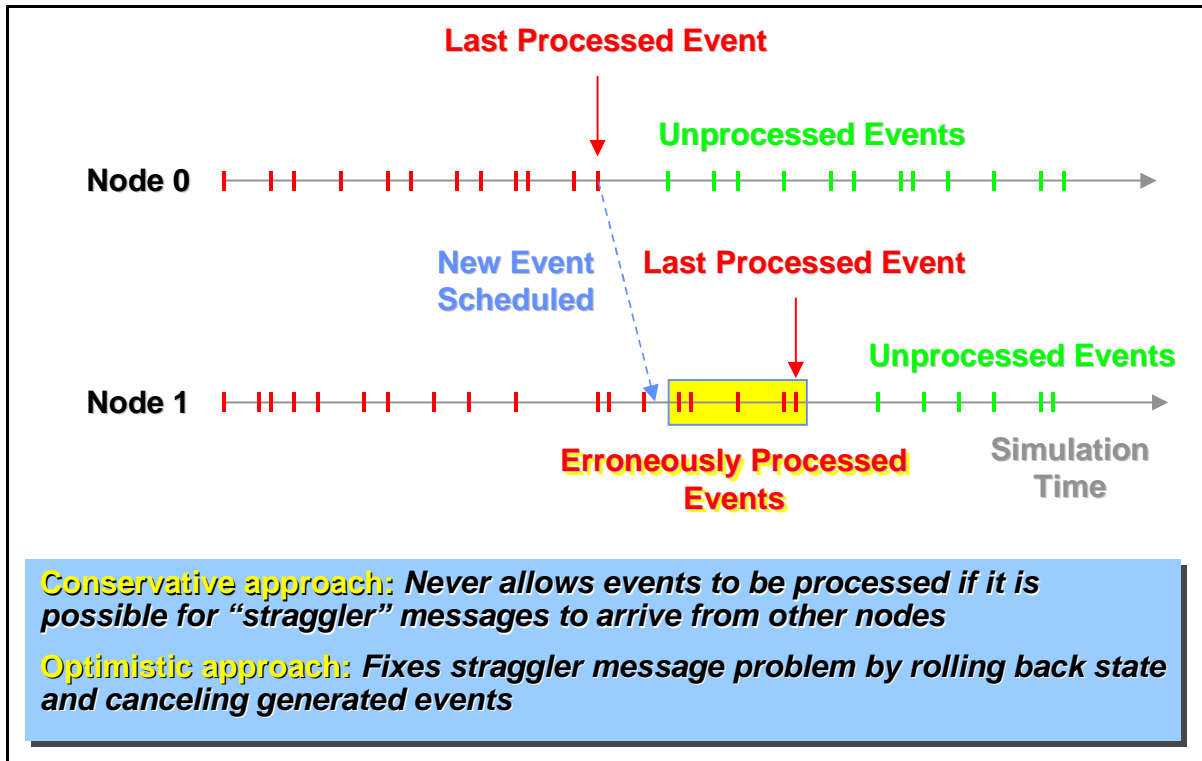 Last Processed Event
Unprocessed Events
Node 0
New Event
Scheduled
Last Processed Event
Unprocessed Events
Node 1
Erroneously Processed
Events
Simulation
Time
Conservative approach: Never allows events to be processed if it is
possible for “straggler” messages to arrive from other nodes
Optimistic approach: Fixes straggler message problem by rolling back state
and canceling generated events